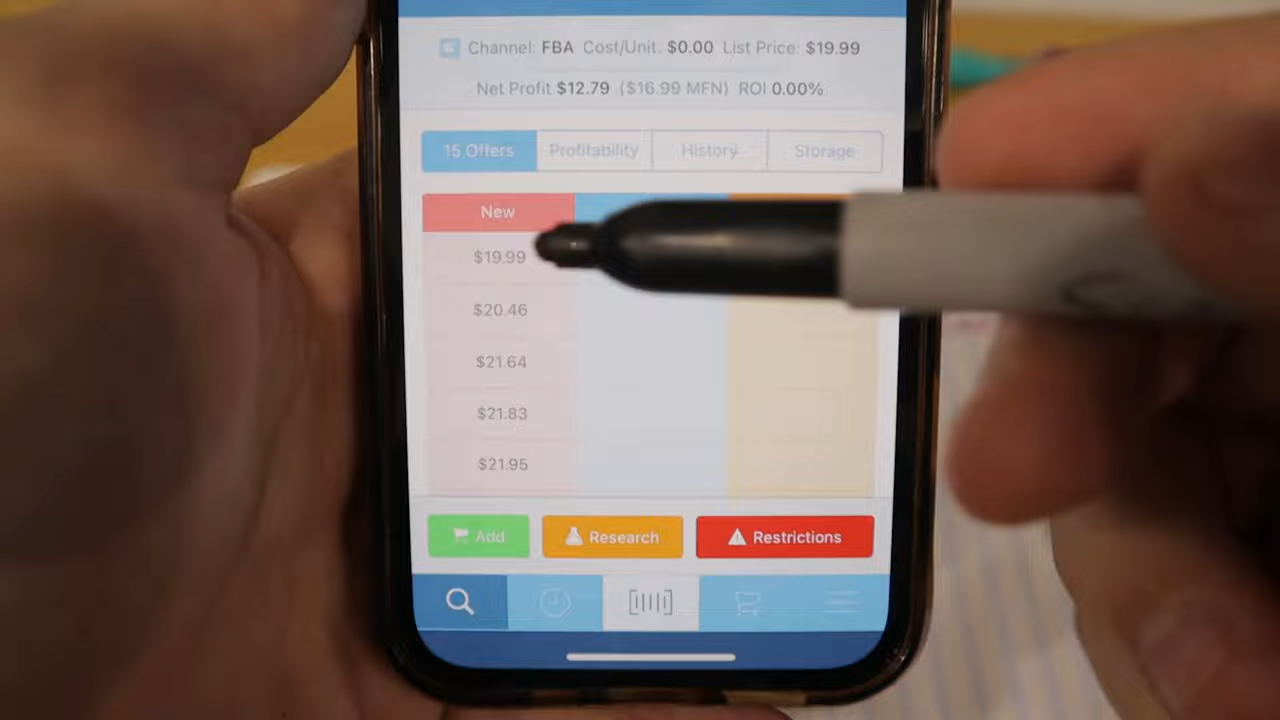 Channel: FBA Cost/Unit. $0.00 List Price: $19.99
Net Profit $12.79 ($16.99 MFN) ROI 0.00%
15 Offers Profitability History Storage
New
$19.99
$20.46
$21.64
$21.83
$21.95
Add Research Restrictions